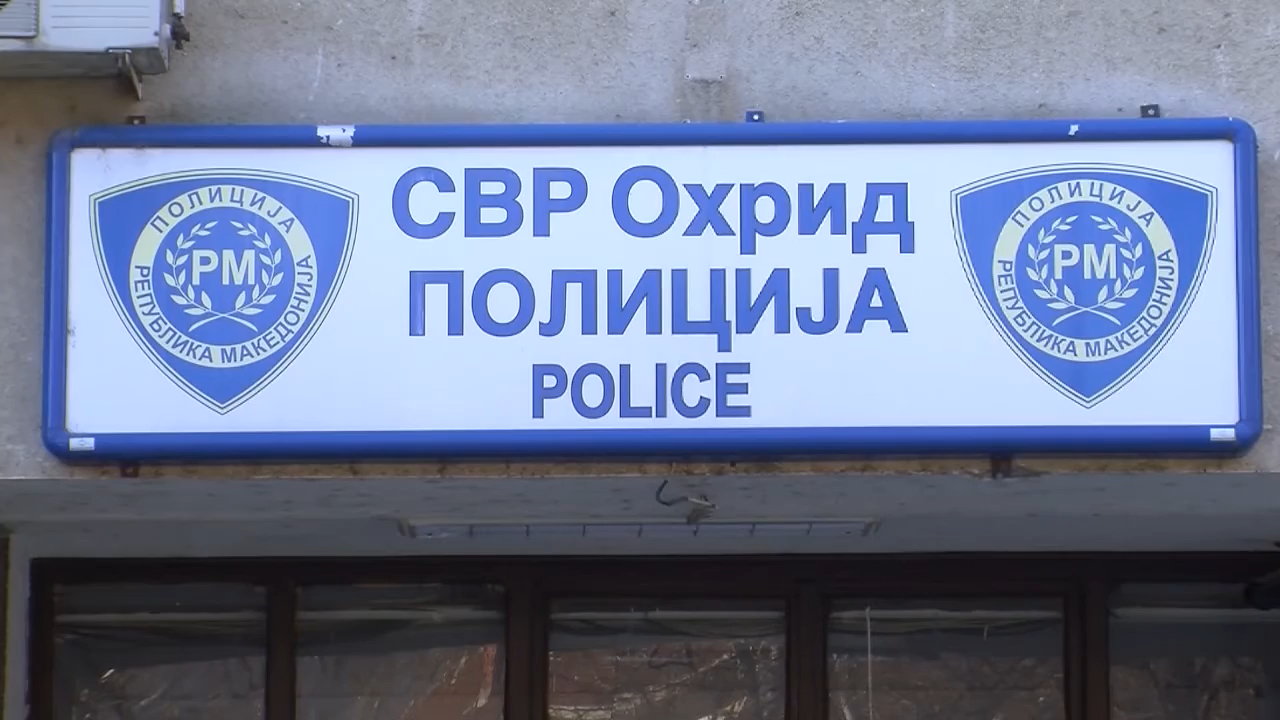 СВР Охрид
ПОЛИЦИЈА
POLICE
ПОЛИЦИЈА
РМ
РЕПУБЛИКА МАКЕДОНИЈА
ПОЛИЦИЈА
РМ
РЕПУБЛИКА МАКЕДОНИЈА